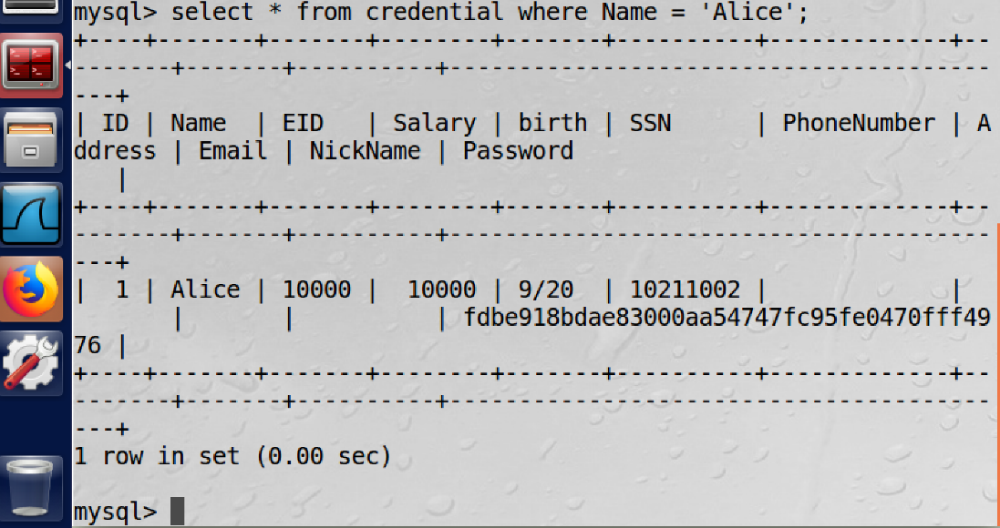 mysql> select * from credential where Name = 'Alice';
+----+-------+-------+--------+-------+----------+-------------+--
-------+-------+----------+---------------------------------------
---+
| ID | Name  | EID   | Salary | birth | SSN      | PhoneNumber | A
ddress | Email | NickName | Password
   |
+----+-------+-------+--------+-------+----------+-------------+--
-------+-------+----------+---------------------------------------
---+
|  1 | Alice | 10000 |  10000 | 9/20  | 10211002 |             |
       |       |          | fdbe918bdae83000aa54747fc95fe0470fff49
76 |
+----+-------+-------+--------+-------+----------+-------------+--
-------+-------+----------+---------------------------------------
---+
1 row in set (0.00 sec)
mysql>